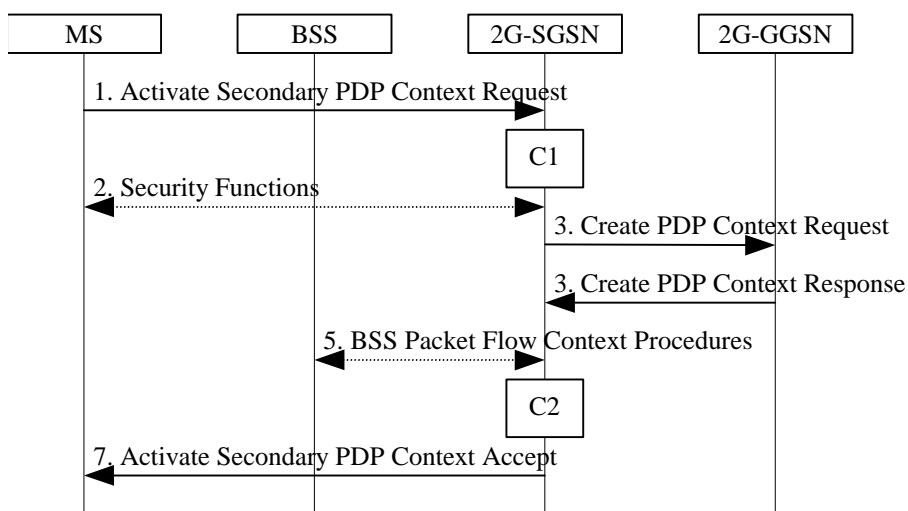 MS
BSS
2G-SGSN
2G-GGSN
1. Activate Secondary PDP Context Request
C1
2. Security Functions
3. Create PDP Context Request
3. Create PDP Context Response
5. BSS Packet Flow Context Procedures
C2
7. Activate Secondary PDP Context Accept